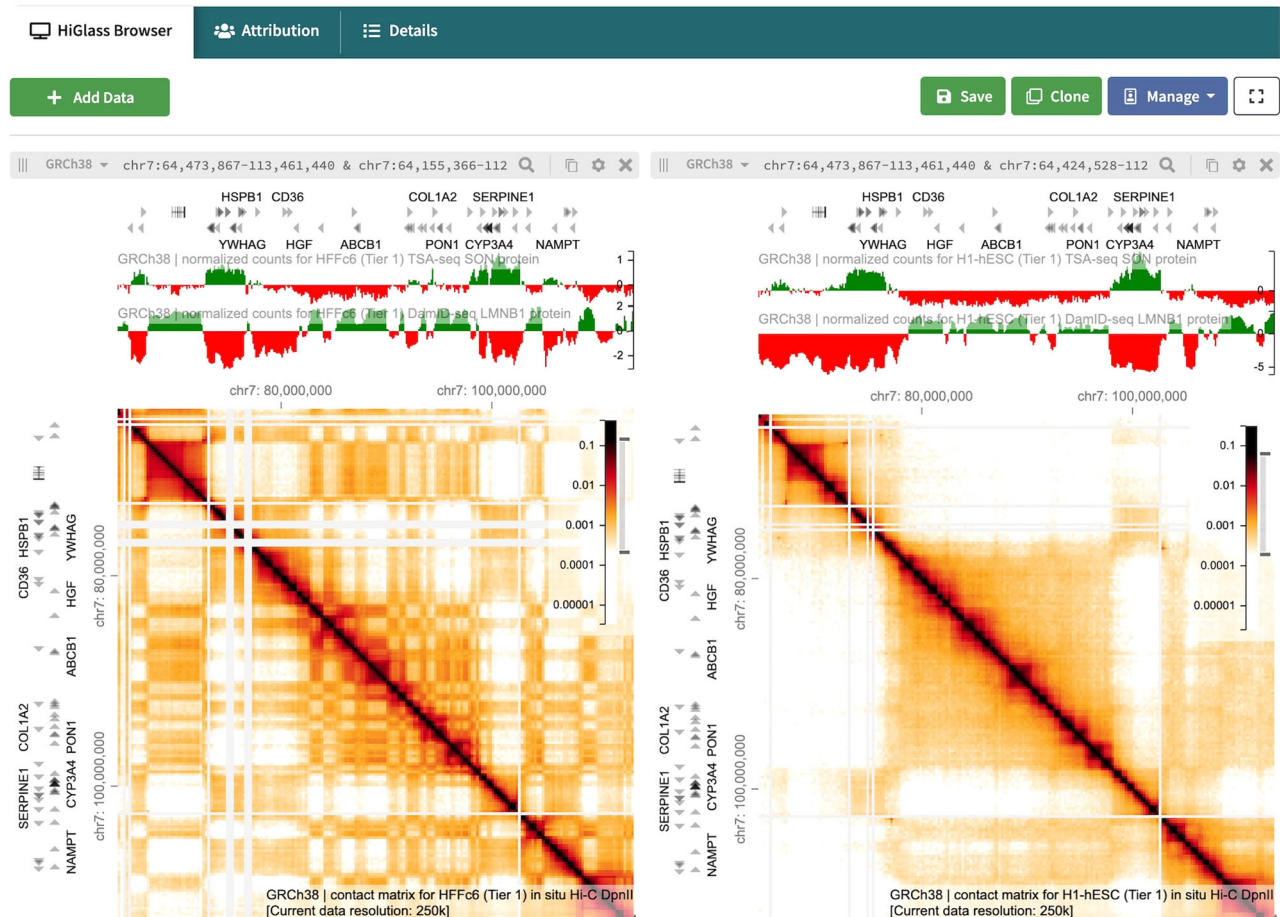 HiGlass Browser
Attribution
Details
+ Add Data
Save
Clone
Manage
GRCh38 chr7:64,473,867-113,461,440 & chr7:64,155,366-112
HSPB1 CD36 COL1A2 SERPINE1
YWHAG HGF ABCB1 PON1 CYP3A4 NAMPT
GRCh38 | normalized counts for HFFc6 (Tier 1) TSA-seq SON protein
1
0
GRCh38 | normalized counts for HFFc6 (Tier 1) DamID-seq LMNB1 protein
2
0
-2
chr7: 80,000,000 chr7: 100,000,000
0.1
0.01
0.001
0.0001
0.00001
HSPB1
YWHAG
CD36
HGF
ABCB1
COL1A2
PON1
SERPINE1
CYP3A4
NAMPT
chr7: 80,000,000
chr7: 100,000,000
GRCh38 | contact matrix for HFFc6 (Tier 1) in situ Hi-C DpnII
[Current data resolution: 250k]
GRCh38 chr7:64,473,867-113,461,440 & chr7:64,424,528-112
HSPB1 CD36 COL1A2 SERPINE1
YWHAG HGF ABCB1 PON1 CYP3A4 NAMPT
GRCh38 | normalized counts for H1-hESC (Tier 1) TSA-seq SON protein
0
GRCh38 | normalized counts for H1-hESC (Tier 1) DamID-seq LMNB1 protein
0
-5
chr7: 80,000,000 chr7: 100,000,000
0.1
0.01
0.001
0.0001
0.00001
HSPB1
YWHAG
CD36
HGF
ABCB1
COL1A2
PON1
SERPINE1
CYP3A4
NAMPT
chr7: 80,000,000
chr7: 100,000,000
GRCh38 | contact matrix for H1-hESC (Tier 1) in situ Hi-C DpnII
[Current data resolution: 250k]